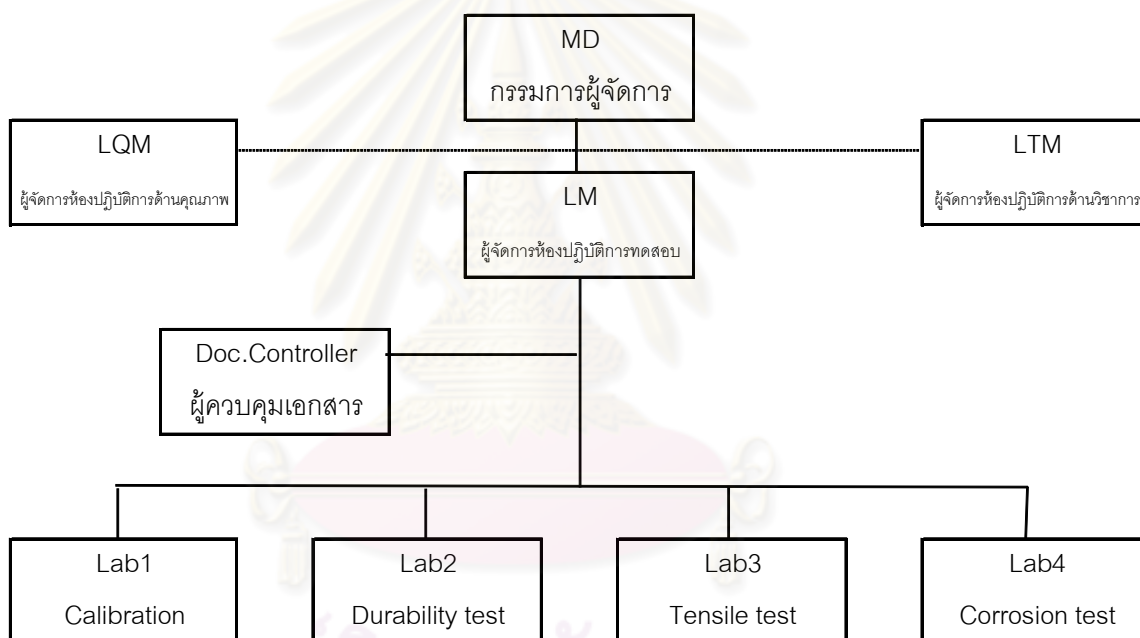 MD
กรรมการผู้จัดการ
LQM
ผู้จัดการห้องปฎิบัติการด้านคุณภาพ
LTM
ผู้จัดการห้องปฎิบัติการด้านวิชาการ
LM
ผู้จัดการห้องปฎิบัติการทดสอบ
Doc.Controller
ผู้ควบคุมเอกสาร
Lab1
Calibration
Lab2
Durability test
Lab3
Tensile test
Lab4
Corrosion test